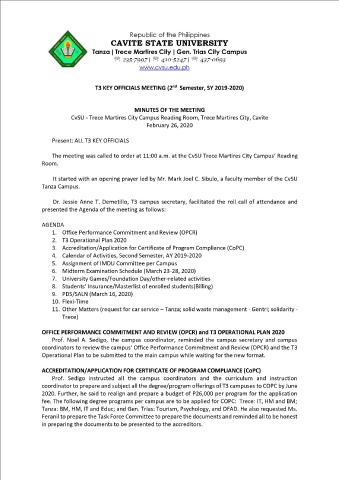 Republic of the Philippines
CAVITE STATE UNIVERSITY
Tanza | Trece Martires City | Gen. Trias City Campus
☏ 235-7997 | ☏ 410-5247 | ☏ 437-0693
www.cvsu.edu.ph
T3 KEY OFFICIALS MEETING (2nd Semester, SY 2019-2020)
MINUTES OF THE MEETING
CvSU - Trece Martires City Campus Reading Room, Trece Martires City, Cavite
February 26, 2020
Present: ALL T3 KEY OFFICIALS
The meeting was called to order at 11:00 a.m. at the CvSU Trece Martires City Campus' Reading
Room.
It started with an opening prayer led by Mr. Mark Joel C. Sibulo, a faculty member of the CvSU
Tanza Campus.
Dr. Jessie Anne T. Demetillo, T3 campus secretary, facilitated the roll call of attendance and
presented the Agenda of the meeting as follows:
AGENDA
1. Office Performance Commitment and Review (OPCR)
2. T3 Operational Plan 2020
3. Accreditation/Application for Certificate of Program Compliance (CoPC)
4. Calendar of Activities, Second Semester, AY 2019-2020
5. Assignment of IMDU Committee per Campus
6. Midterm Examination Schedule (March 23-28, 2020)
7. University Games/Foundation Day/other-related activities
8. Students' Insurance/Masterlist of enrolled students(Billing)
9. PDS/SALN (March 16, 2020)
10. Flexi-Time
11. Other Matters (request for car service – Tanza; solid waste management - Gentri; solidarity -
Trece)
OFFICE PERFORMANCE COMMITMENT AND REVIEW (OPCR) and T3 OPERATIONAL PLAN 2020
Prof. Noel A. Sedigo, the campus coordinator, reminded the campus secretary and campus
coordinators to review the campus' Office Performance Commitment and Review (OPCR) and the T3
Operational Plan to be submitted to the main campus while waiting for the new format.
ACCREDITATION/APPLICATION FOR CERTIFICATE OF PROGRAM COMPLIANCE (CoPC)
Prof. Sedigo instructed all the campus coordinators and the curriculum and instruction
coordinator to prepare and subject all the degree/program offerings of T3 campuses to COPC by June
2020. Further, he said to realign and prepare a budget of P26,000 per program for the application
fee. The following degree programs per campus are to be applied for COPC: Trece: IT, HM and BM;
Tanza: BM, HM, IT and Educ; and Gen. Trias: Tourism, Psychology, and OFAD. He also requested Ms.
Feranil to prepare the Task Force Committee to prepare the documents and reminded all to be honest
in preparing the documents to be presented to the accreditors.